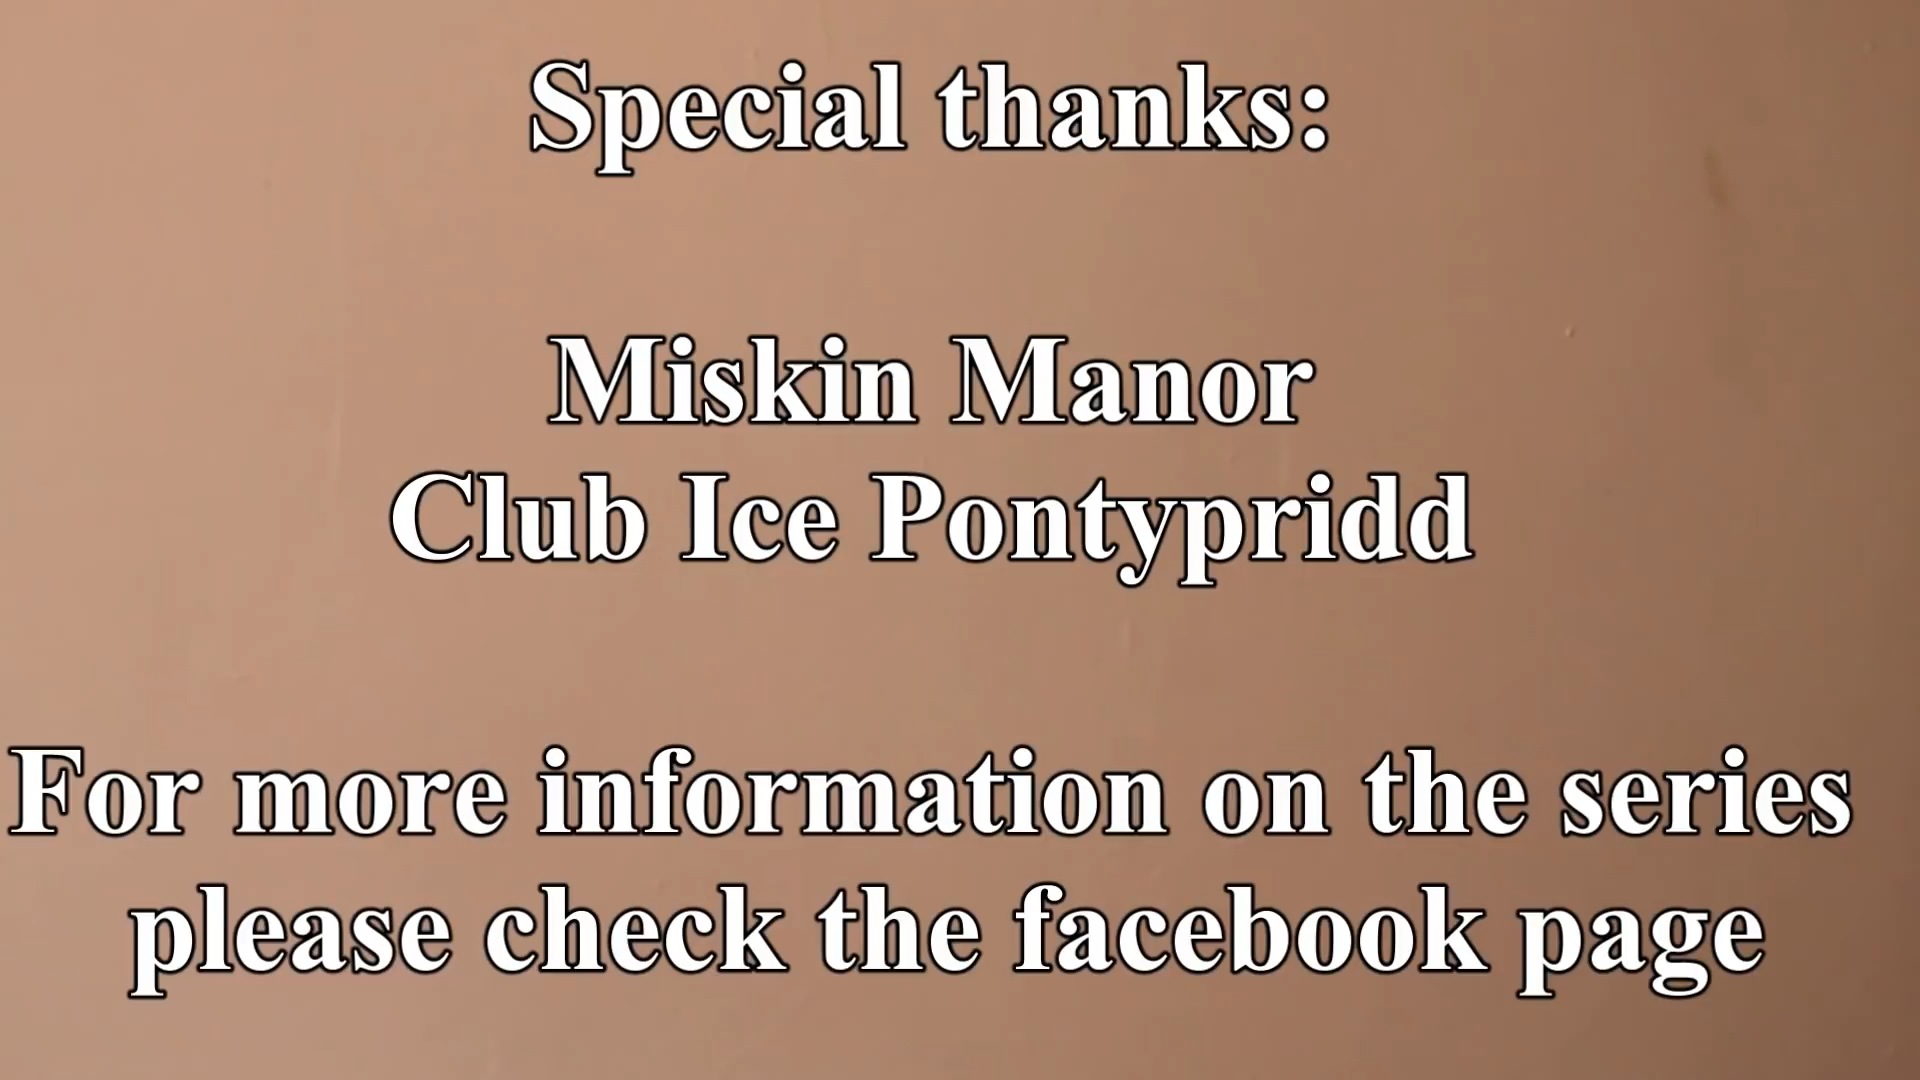 Special thanks:
Miskin Manor
Club Ice Pontypridd
For more information on the series
please check the facebook page